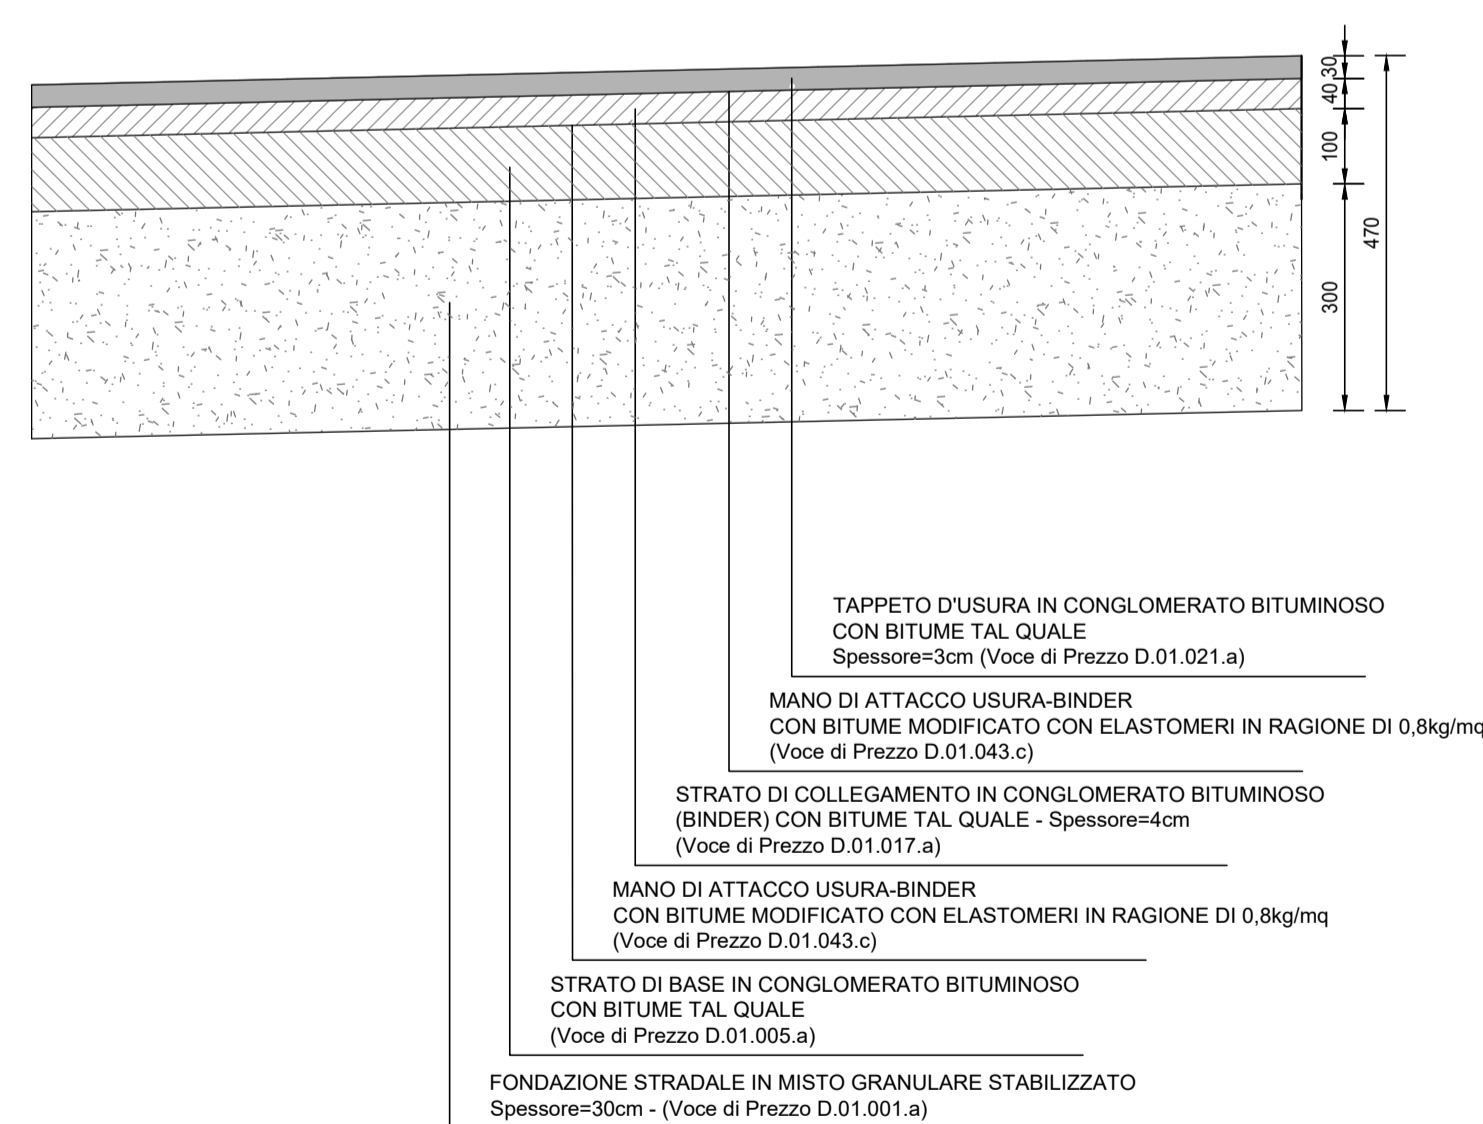 30
40
100
470
300
TAPPETO D'USURA IN CONGLOMERATO BITUMINOSO
CON BITUME TAL QUALE
Spessore=3cm (Voce di Prezzo D.01.021.a)
MANO DI ATTACCO USURA-BINDER
CON BITUME MODIFICATO CON ELASTOMERI IN RAGIONE DI 0,8kg/mq
(Voce di Prezzo D.01.043.c)
STRATO DI COLLEGAMENTO IN CONGLOMERATO BITUMINOSO
(BINDER) CON BITUME TAL QUALE - Spessore=4cm
(Voce di Prezzo D.01.017.a)
MANO DI ATTACCO USURA-BINDER
CON BITUME MODIFICATO CON ELASTOMERI IN RAGIONE DI 0,8kg/mq
(Voce di Prezzo D.01.043.c)
STRATO DI BASE IN CONGLOMERATO BITUMINOSO
CON BITUME TAL QUALE
(Voce di Prezzo D.01.005.a)
FONDAZIONE STRADALE IN MISTO GRANULARE STABILIZZATO
Spessore=30cm - (Voce di Prezzo D.01.001.a)